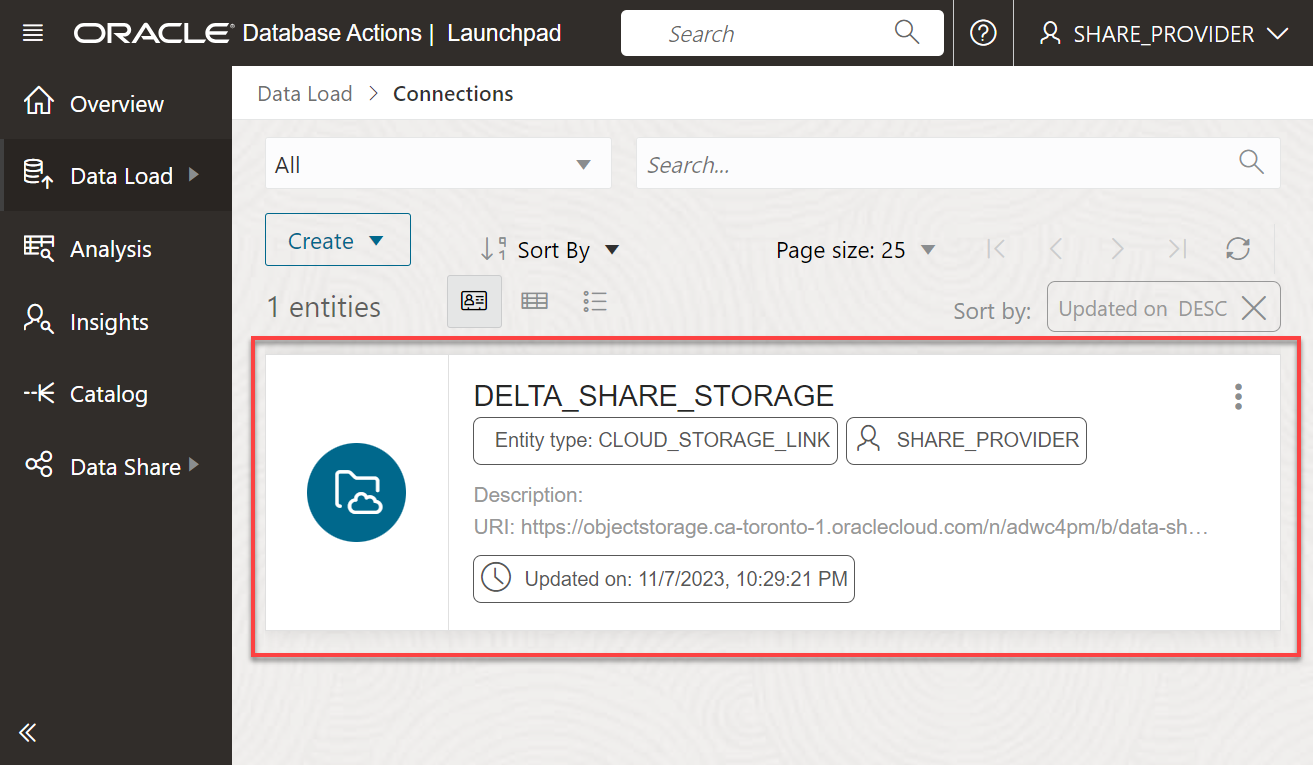 ORACLE® Database Actions | Launchpad
Search
SHARE_PROVIDER
Overview
Data Load
Analysis
Insights
Catalog
Data Share
Data Load > Connections
All
Search...
Create
Sort By
Page size: 25
1 entities
Sort by: Updated on DESC
DELTA_SHARE_STORAGE
Entity type: CLOUD_STORAGE_LINK
SHARE_PROVIDER
Description:
URI: https://objectstorage.ca-toronto-1.oraclecloud.com/n/adwc4pm/b/data-sh...
Updated on: 11/7/2023, 10:29:21 PM